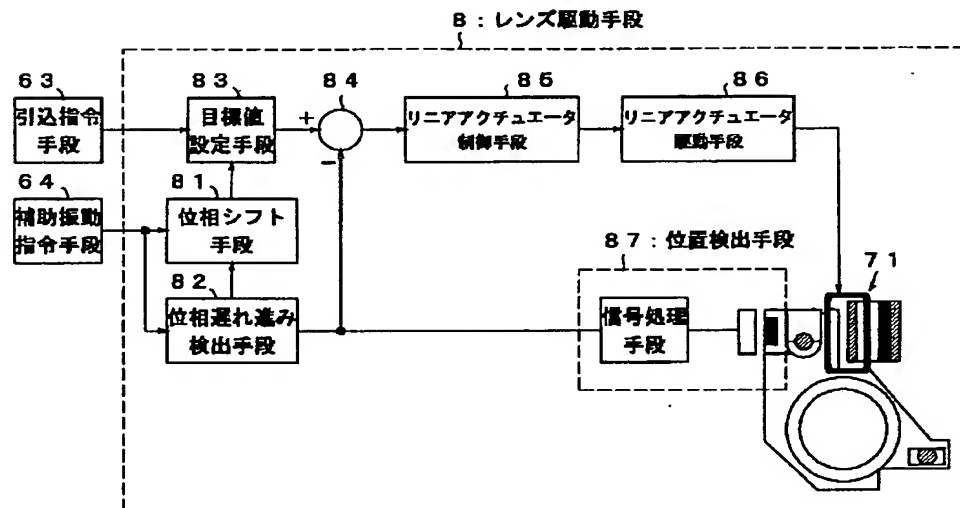 8：レンズ駆動手段
63
引込指令
手段
83
目標値
設定手段
84
+
−
85
リニアアクチュエータ
制御手段
86
リニアアクチュエータ
駆動手段
64
補助振動
指令手段
81
位相シフト
手段
82
位相遅れ進み
検出手段
87：位置検出手段
信号処理
手段
71